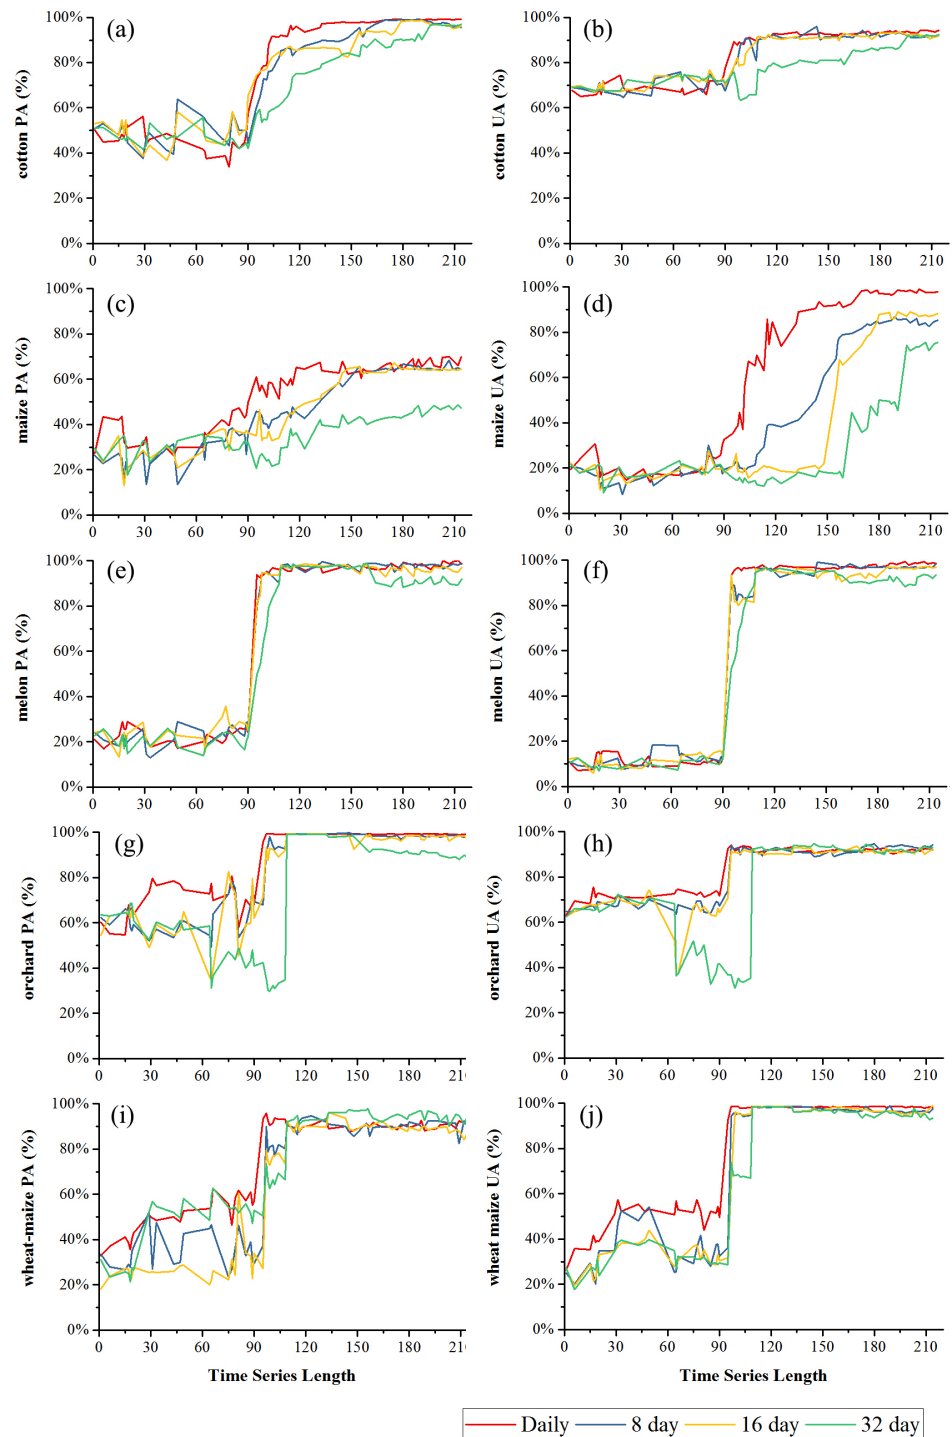 (a)
cotton PA (%)
100%
80%
60%
40%
20%
0%
0 30 60 90 120 150 180 210
(b)
cotton UA (%)
100%
80%
60%
40%
20%
0%
0 30 60 90 120 150 180 210
(c)
maize PA (%)
100%
80%
60%
40%
20%
0%
0 30 60 90 120 150 180 210
(d)
maize UA (%)
100%
80%
60%
40%
20%
0%
0 30 60 90 120 150 180 210
(e)
melon PA (%)
100%
80%
60%
40%
20%
0%
0 30 60 90 120 150 180 210
(f)
melon UA (%)
100%
80%
60%
40%
20%
0%
0 30 60 90 120 150 180 210
(g)
orchard PA (%)
100%
80%
60%
40%
20%
0%
0 30 60 90 120 150 180 210
(h)
orchard UA (%)
100%
80%
60%
40%
20%
0%
0 30 60 90 120 150 180 210
(i)
wheat-maize PA (%)
100%
80%
60%
40%
20%
0%
0 30 60 90 120 150 180 210
Time Series Length
(j)
wheat maize UA (%)
100%
80%
60%
40%
20%
0%
0 30 60 90 120 150 180 210
Time Series Length
Daily 8 day 16 day 32 day